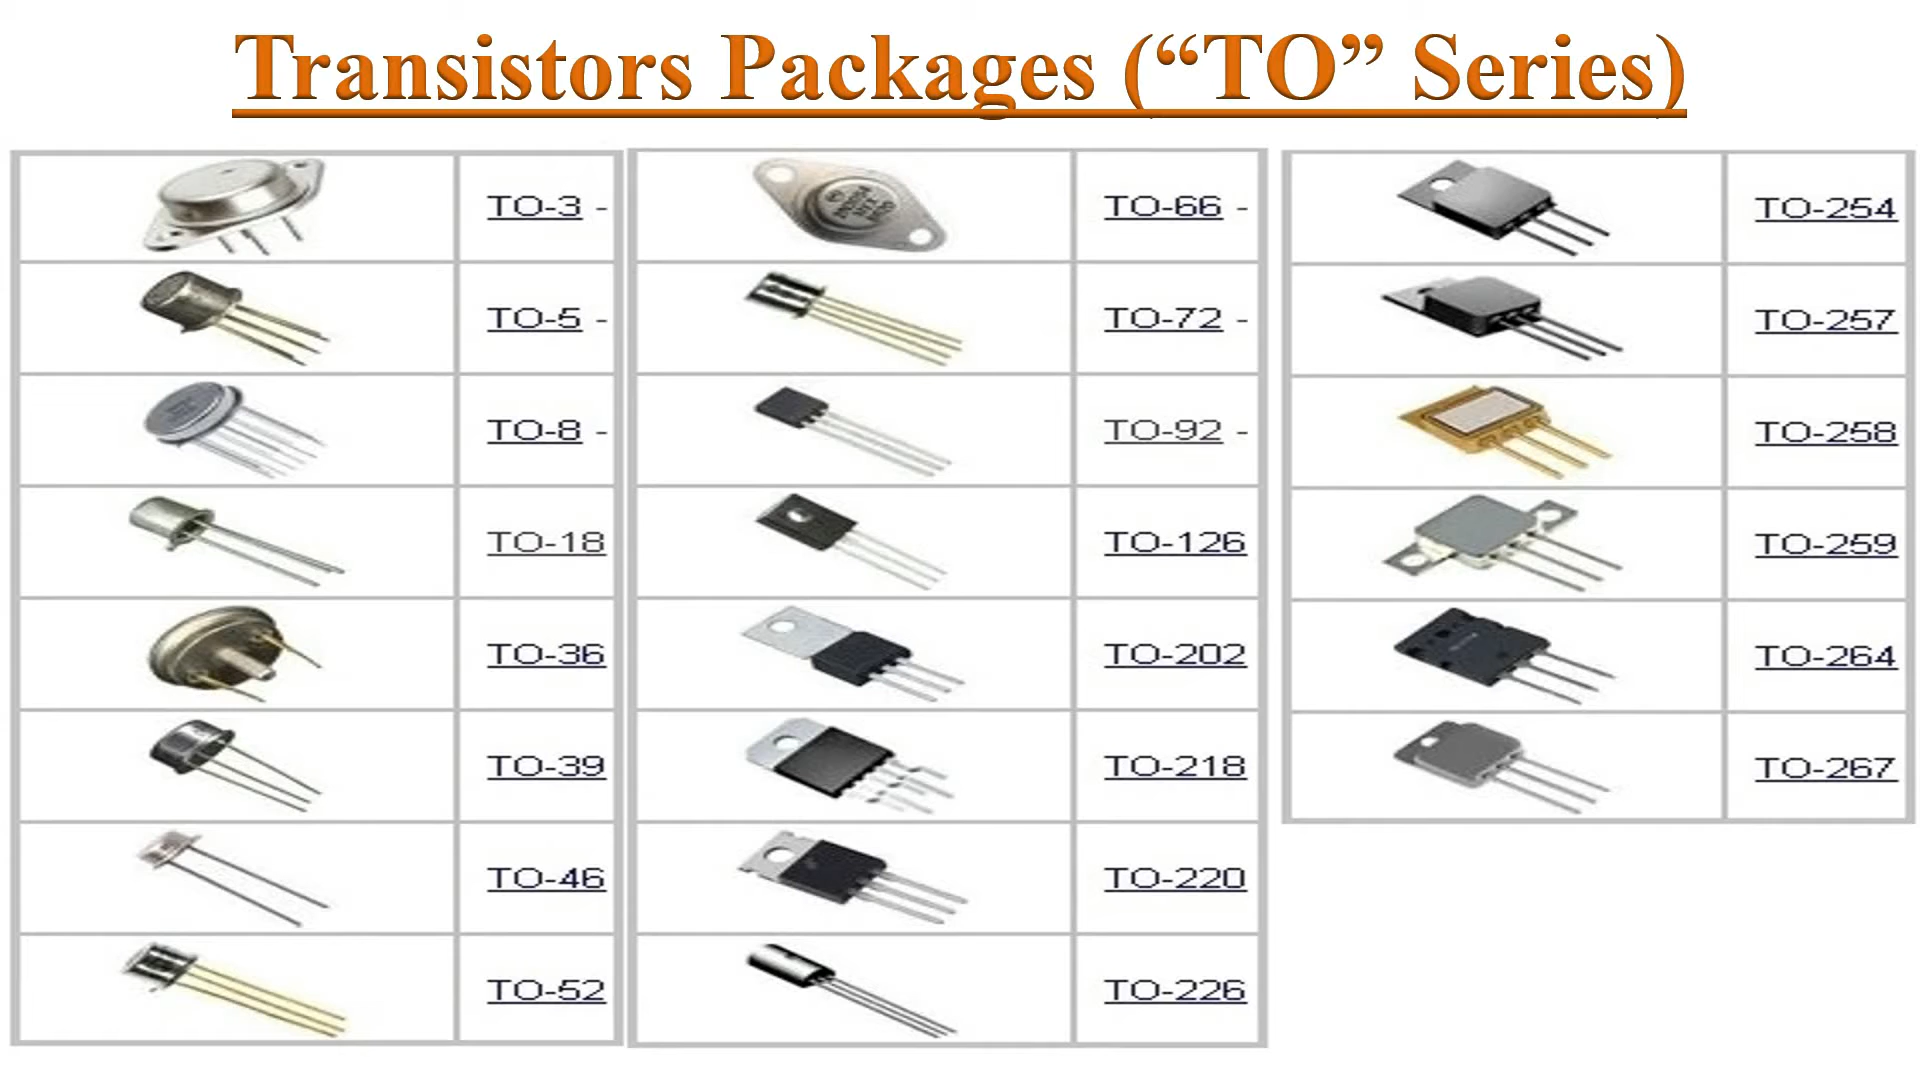 Transistors Packages (“TO” Series)
TO-3 -
TO-5 -
TO-8 -
TO-18
TO-36
TO-39
TO-46
TO-52
TO-66 -
TO-72 -
TO-92 -
TO-126
TO-202
TO-218
TO-220
TO-226
TO-254
TO-257
TO-258
TO-259
TO-264
TO-267